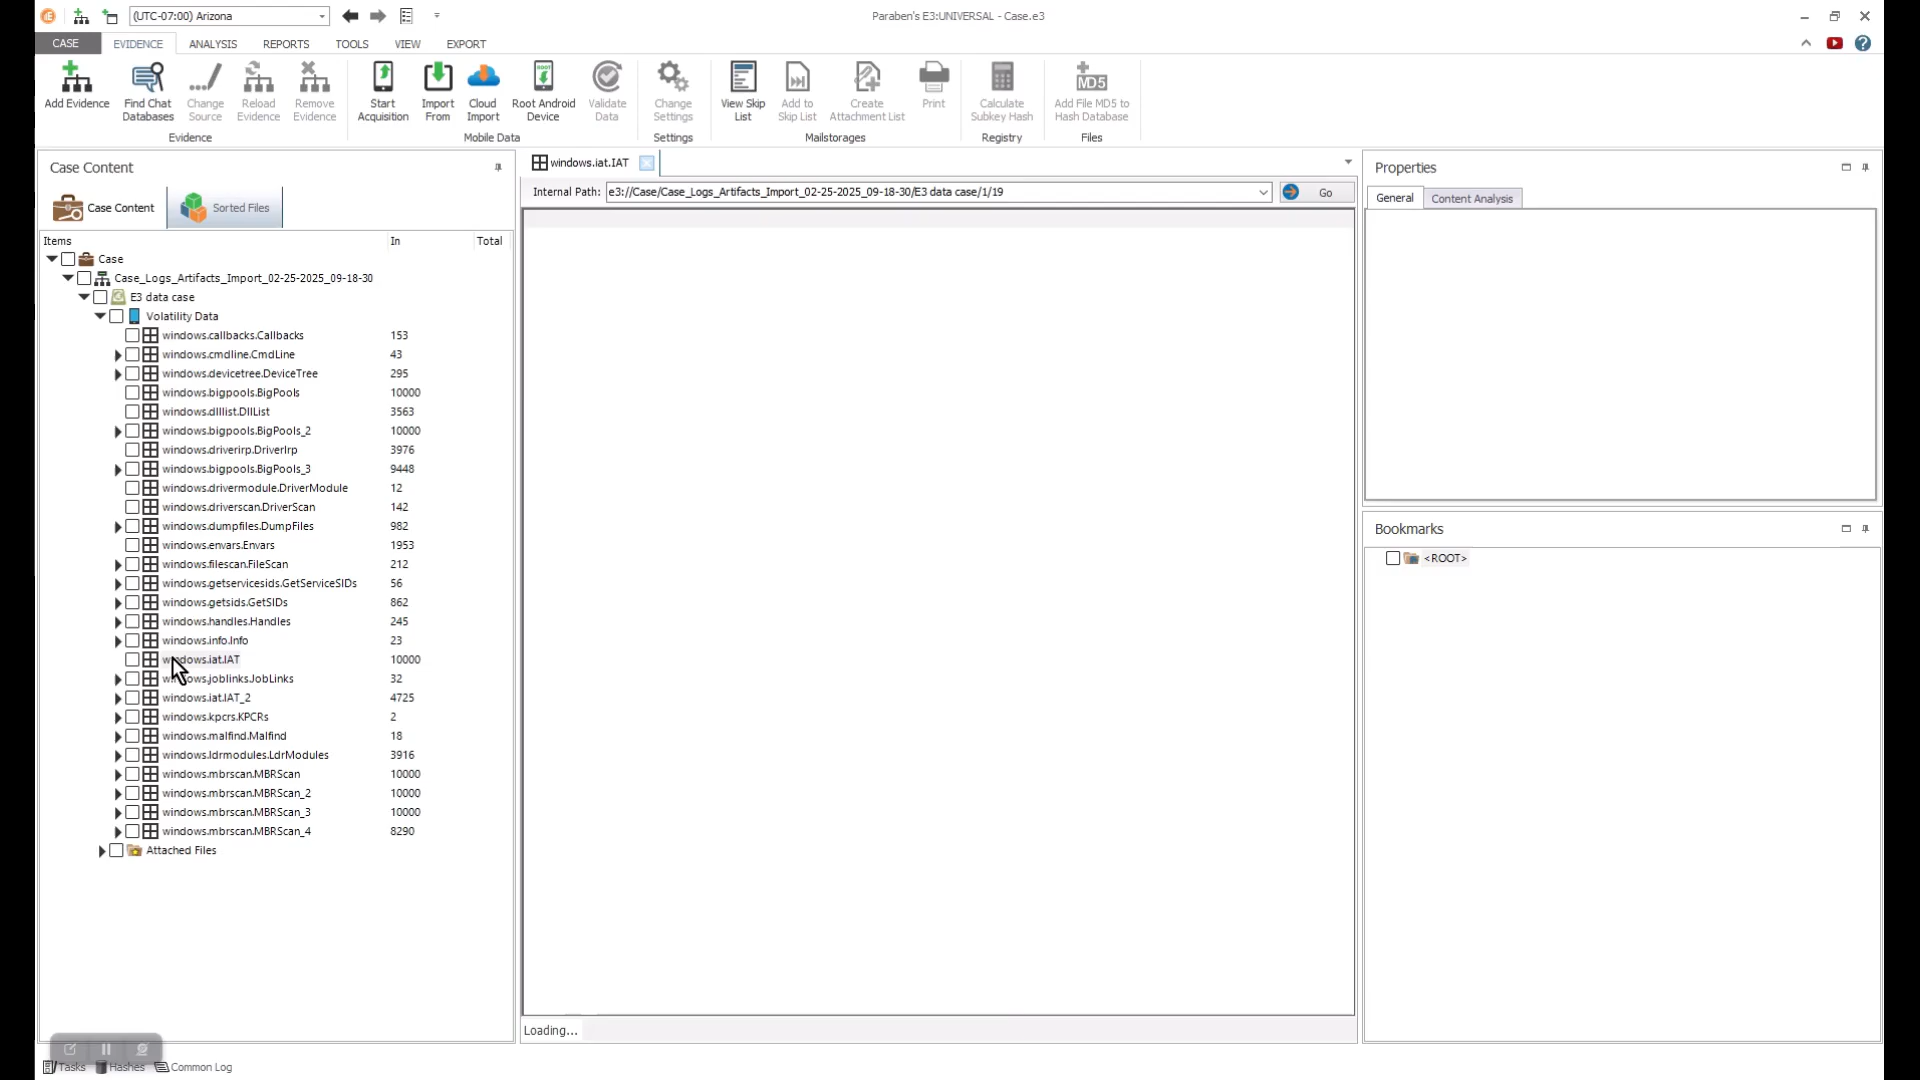 (UTC-07:00) Arizona
Paraben's E3:UNIVERSAL - Case.e3
CASE EVIDENCE ANALYSIS REPORTS TOOLS VIEW EXPORT
Add Evidence
Find Chat Databases
Change Source
Reload Evidence
Remove Evidence
Start Acquisition
Import From
Cloud Import
Root Android Device
Validate Data
Change Settings
View Skip List
Add to Skip List
Create Attachment List
Print
Calculate Subkey Hash
MD5
Add File MD5 to Hash Database
Evidence Mobile Data Settings Mailstorages Registry Files
Case Content
Case Content Sorted Files
Items In Total
Case
Case_Logs_Artifacts_Import_02-25-2025_09-18-30
E3 data case
Volatility Data
windows.callbacks.Callbacks 153
windows.cmdline.CmdLine 43
windows.devicetree.DeviceTree 295
windows.bigpools.BigPools 10000
windows.dlllist.DllList 3563
windows.bigpools.BigPools_2 10000
windows.driverirp.DriverIrp 3976
windows.bigpools.BigPools_3 9448
windows.drivermodule.DriverModule 12
windows.driverscan.DriverScan 142
windows.dumpfiles.DumpFiles 982
windows.envars.Envars 1953
windows.filescan.FileScan 212
windows.getservicesids.GetServiceSIDs 56
windows.getsids.GetSIDs 862
windows.handles.Handles 245
windows.info.Info 23
windows.iat.IAT 10000
windows.joblinks.JobLinks 32
windows.iat.IAT_2 4725
windows.kpcrs.KPCRs 2
windows.malfind.Malfind 18
windows.ldrmodules.LdrModules 3916
windows.mbrscan.MBRScan 10000
windows.mbrscan.MBRScan_2 10000
windows.mbrscan.MBRScan_3 10000
windows.mbrscan.MBRScan_4 8290
Attached Files
Tasks Hashes Common Log
windows.iat.IAT
Internal Path: e3://Case/Case_Logs_Artifacts_Import_02-25-2025_09-18-30/E3 data case/1/19 Go
Loading...
Properties
General Content Analysis
Bookmarks
<ROOT>